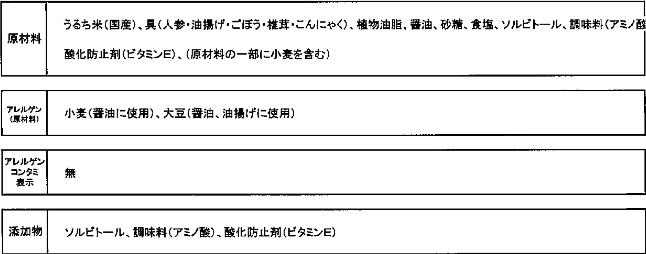 原材料
うるち米(国産)、具(人参・油揚げ・ごぼう・椎茸・こんにゃく)、植物油脂、醤油、砂糖、食塩、ソルビトール、調味料(アミノ酸
酸化防止剤(ビタミンE)、(原材料の一部に小麦を含む)
アレルゲン
(原材料)
小麦(醤油に使用)、大豆(醤油、油揚げに使用)
アレルゲン
コンタミ
表示
無
添加物
ソルビトール、調味料(アミノ酸)、酸化防止剤(ビタミンE)